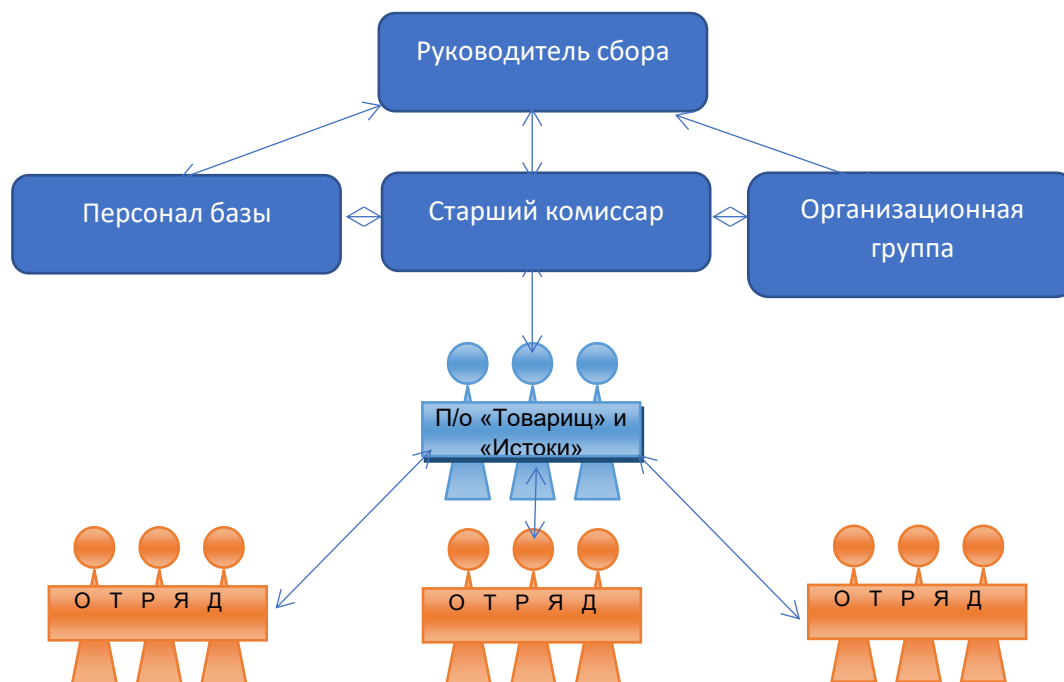 Руководитель сбора
Персонал базы
Старший комиссар
Организационная
группа
П/о «Товарищ» и
«Истоки»
О Т Р Я Д
О Т Р Я Д
О Т Р Я Д